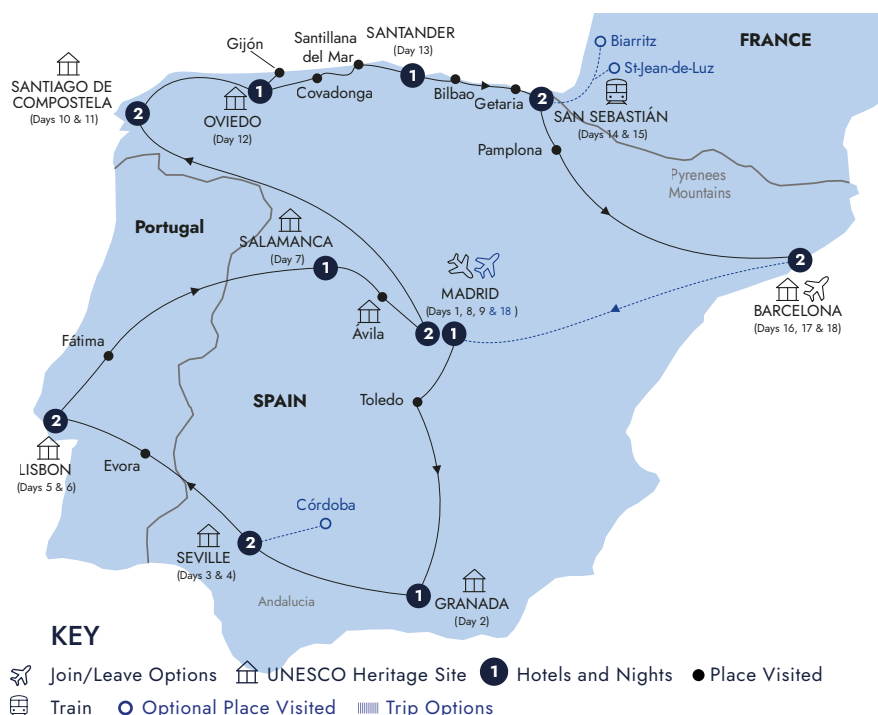 Biarritz
FRANCE
St-Jean-de-Luz
Gijón
Santillana
del Mar
SANTANDER
(Day 13)
SANTIAGO DE
COMPOSTELA
(Days 10 & 11)
2
1
OVIEDO
(Day 12)
Covadonga
1
Bilbao
Getaria
2
SAN SEBASTIÁN
(Days 14 & 15)
Pamplona
Pyrenees
Mountains
Portugal
SALAMANCA
(Day 7)
1
MADRID
(Days 1, 8, 9 & 18 )
2
BARCELONA
(Days 16, 17 & 18)
Ávila
2
1
Fátima
SPAIN
Toledo
2
LISBON
(Days 5 & 6)
Evora
Córdoba
SEVILLE
(Days 3 & 4)
2
Andalucia
1
GRANADA
(Day 2)
KEY
Join/Leave Options UNESCO Heritage Site 1 Hotels and Nights Place Visited
Train Optional Place Visited Trip Options